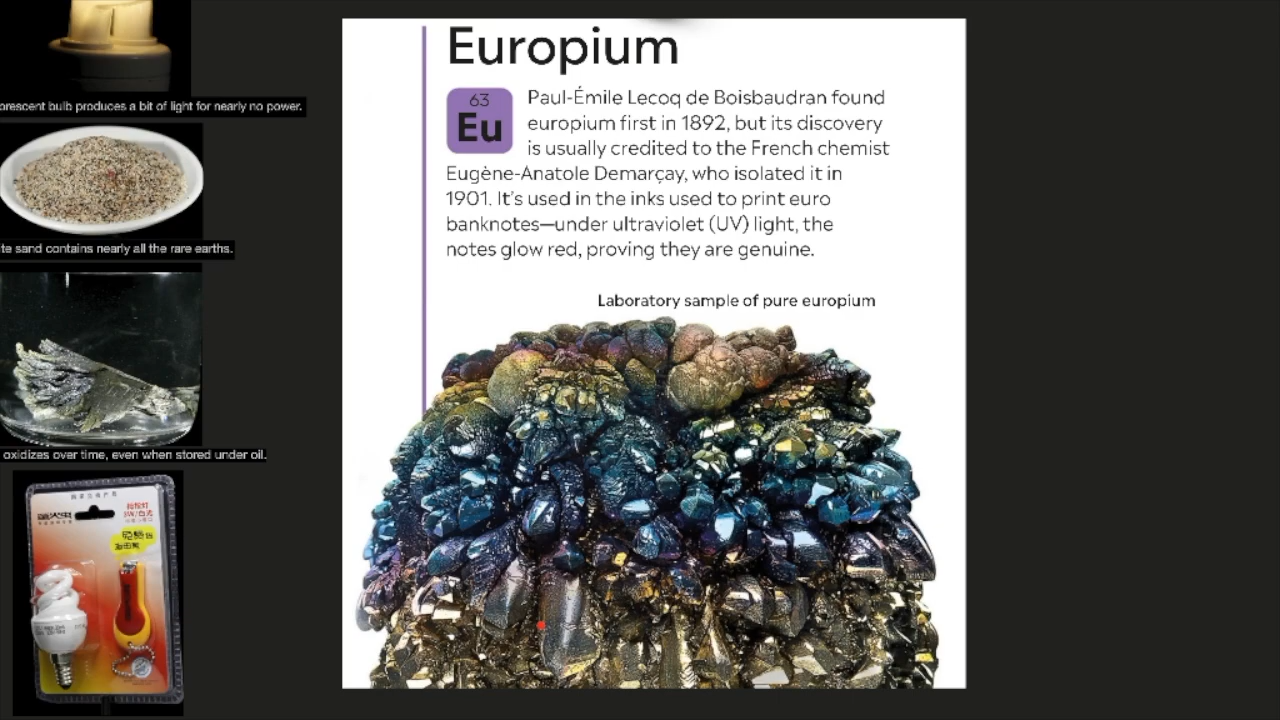 orescent bulb produces a bit of light for nearly no power.
te sand contains nearly all the rare earths.
oxidizes over time, even when stored under oil.
Europium
63
Eu
Paul-Émile Lecoq de Boisbaudran found
europium first in 1892, but its discovery
is usually credited to the French chemist
Eugène-Anatole Demarçay, who isolated it in
1901. It's used in the inks used to print euro
banknotes—under ultraviolet (UV) light, the
notes glow red, proving they are genuine.
Laboratory sample of pure europium